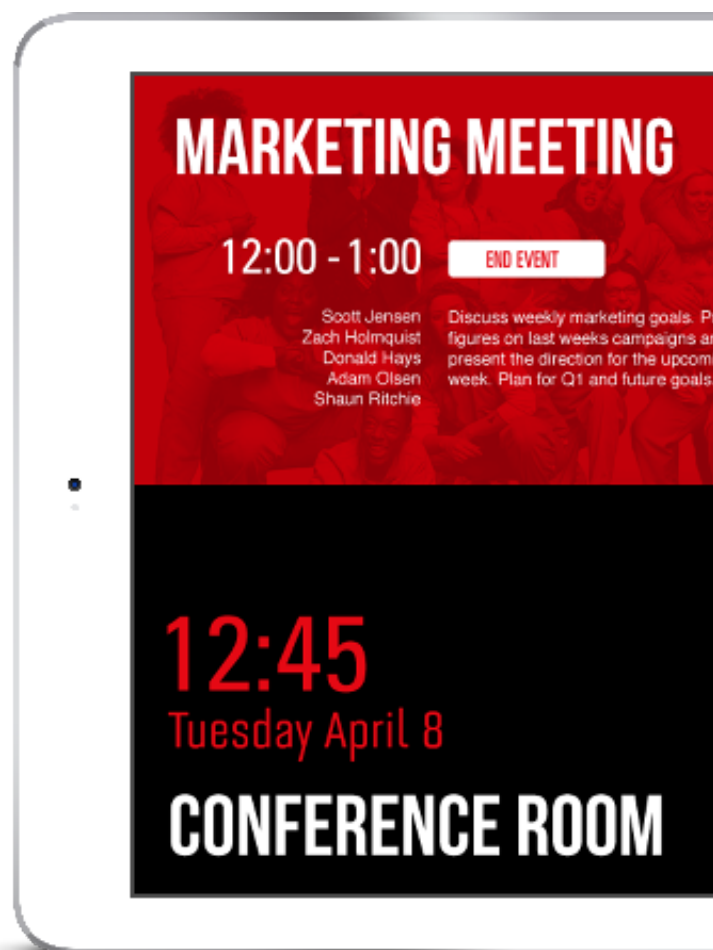 MARKETING MEETING
12:00 - 1:00
END EVENT
Scott Jensen
Zach Holmquist
Donald Hays
Adam Olsen
Shaun Ritchie
Discuss weekly marketing goals.
figures on last weeks campaigns
present the direction for the
week. Plan for Q1 and future goals
12:45
Tuesday April 8
CONFERENCE ROOM